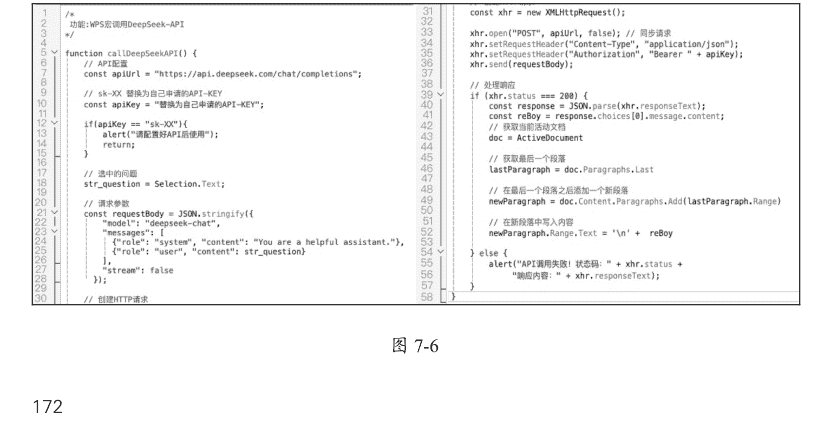 1 /*
2 功能:WPS宏调用DeepSeek-API
3 */
4
5 function callDeepSeekAPI() {
6 // API配置
7 const apiUrl = "https://api.deepseek.com/chat/completions";
8
9 // sk-XX 替换为自己申请的API-KEY
10 const apiKey = "替换为自己申请的API-KEY";
11
12 if(apiKey == "sk-XX"){
13 alert("请配置好API后使用");
14 return;
15 }
16
17 // 选中的问题
18 str_question = Selection.Text;
19
20 // 请求参数
21 const requestBody = JSON.stringify({
22 "model": "deepseek-chat",
23 "messages": [
24 {"role": "system", "content": "You are a helpful assistant."},
25 {"role": "user", "content": str_question}
26 ],
27 "stream": false
28 });
29
30 // 创建HTTP请求
31 const xhr = new XMLHttpRequest();
32
33 xhr.open("POST", apiUrl, false); // 同步请求
34 xhr.setRequestHeader("Content-Type", "application/json");
35 xhr.setRequestHeader("Authorization", "Bearer " + apiKey);
36 xhr.send(requestBody);
37
38 // 处理响应
39 if (xhr.status === 200) {
40 const response = JSON.parse(xhr.responseText);
41 const reBoy = response.choices[0].message.content;
42 // 获取当前活动文档
43 doc = ActiveDocument
44
45 // 获取最后一个段落
46 lastParagraph = doc.Paragraphs.Last
47
48 // 在最后一个段落之后添加一个新段落
49 newParagraph = doc.Content.Paragraphs.Add(lastParagraph.Range)
50
51 // 在新段落中写入内容
52 newParagraph.Range.Text = '\n' + reBoy
53
54 } else {
55 alert("API调用失败! 状态码: " + xhr.status +
56 "响应内容: " + xhr.responseText);
57 }
58 }
图 7-6
172